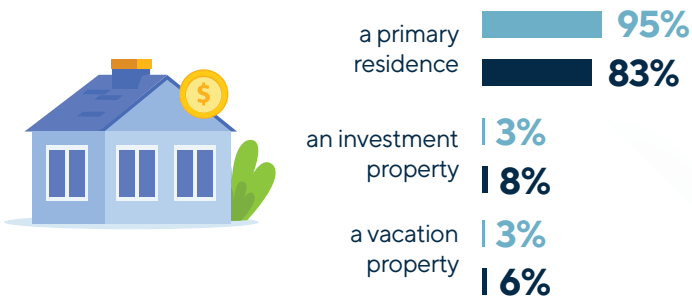 $
a primary
residence
95%
83%
an investment
property
3%
8%
a vacation
property
3%
6%